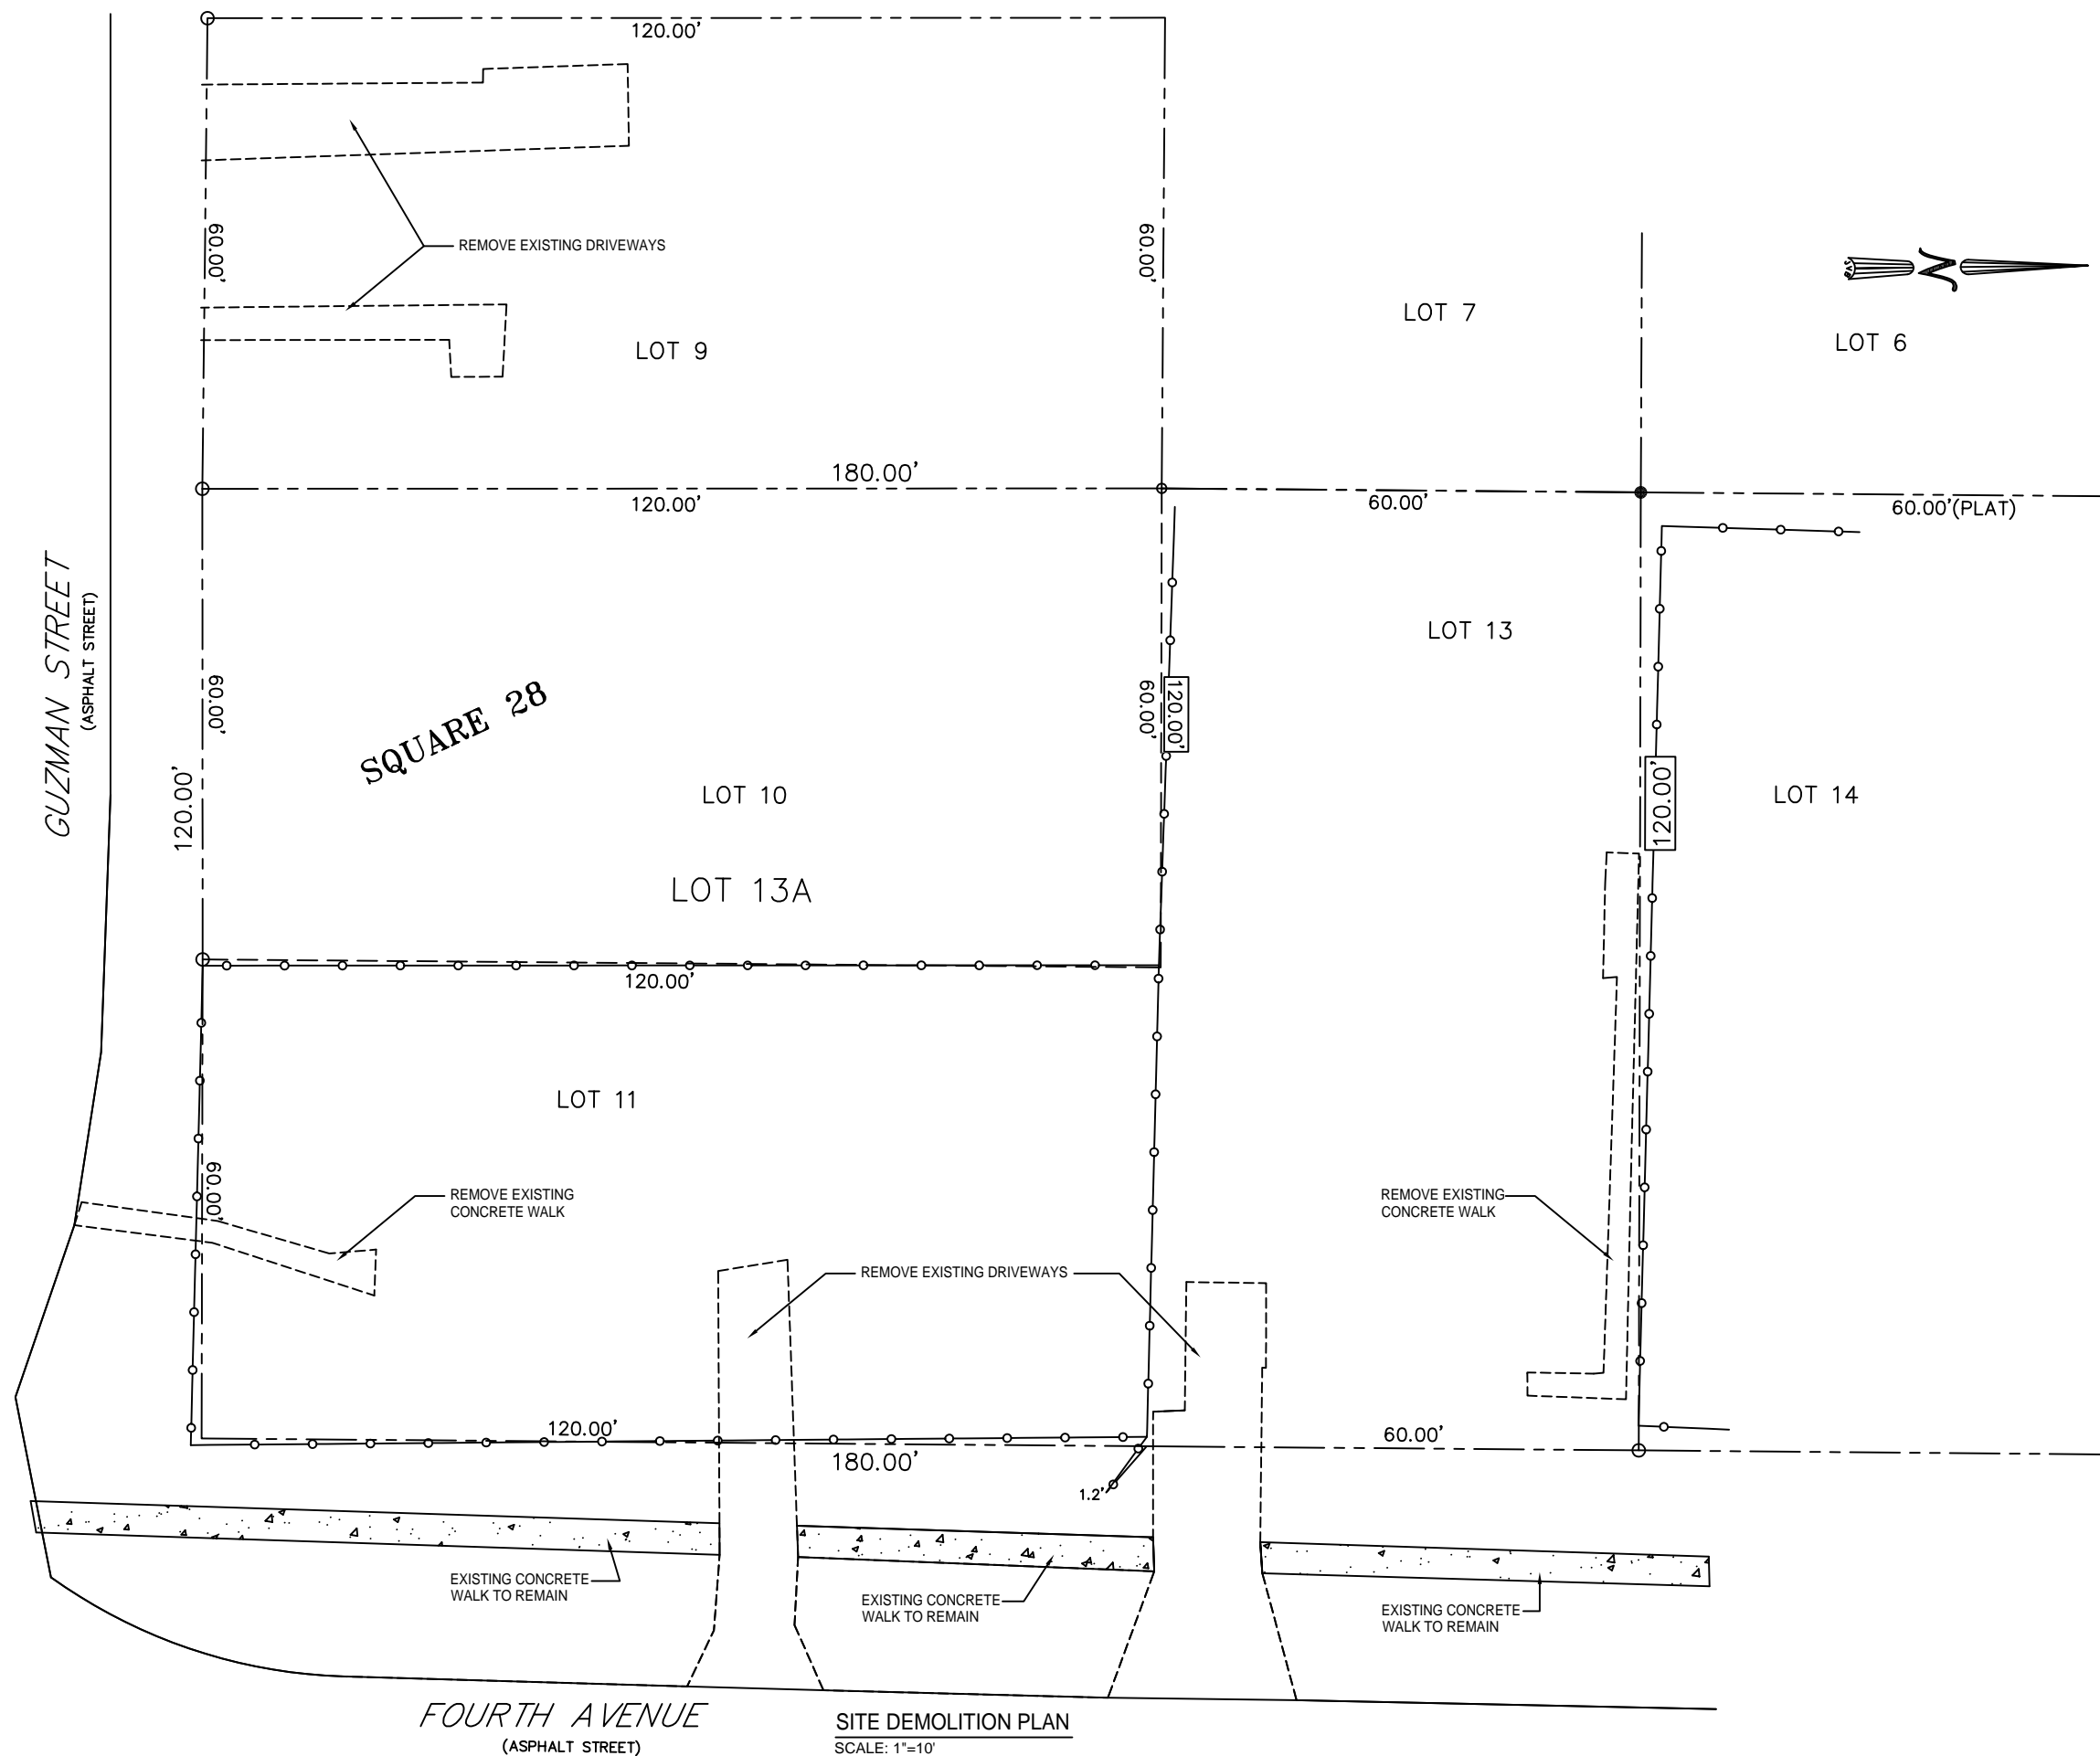 120.00'
60.00'
60.00'
REMOVE EXISTING DRIVEWAYS
LOT 9
LOT 7
N
LOT 6
180.00'
120.00'
60.00'
60.00'(PLAT)
GUZMAN STREET
(ASPHALT STREET)
60.00'
SQUARE 28
60.00'
120.00'
LOT 13
120.00'
LOT 10
120.00'
LOT 14
LOT 13A
120.00'
LOT 11
60.00'
REMOVE EXISTING
CONCRETE WALK
REMOVE EXISTING
CONCRETE WALK
REMOVE EXISTING DRIVEWAYS
120.00'
60.00'
180.00'
1.2'
EXISTING CONCRETE
WALK TO REMAIN
EXISTING CONCRETE
WALK TO REMAIN
EXISTING CONCRETE
WALK TO REMAIN
FOURTH AVENUE
(ASPHALT STREET)
SITE DEMOLITION PLAN
SCALE: 1"=10'